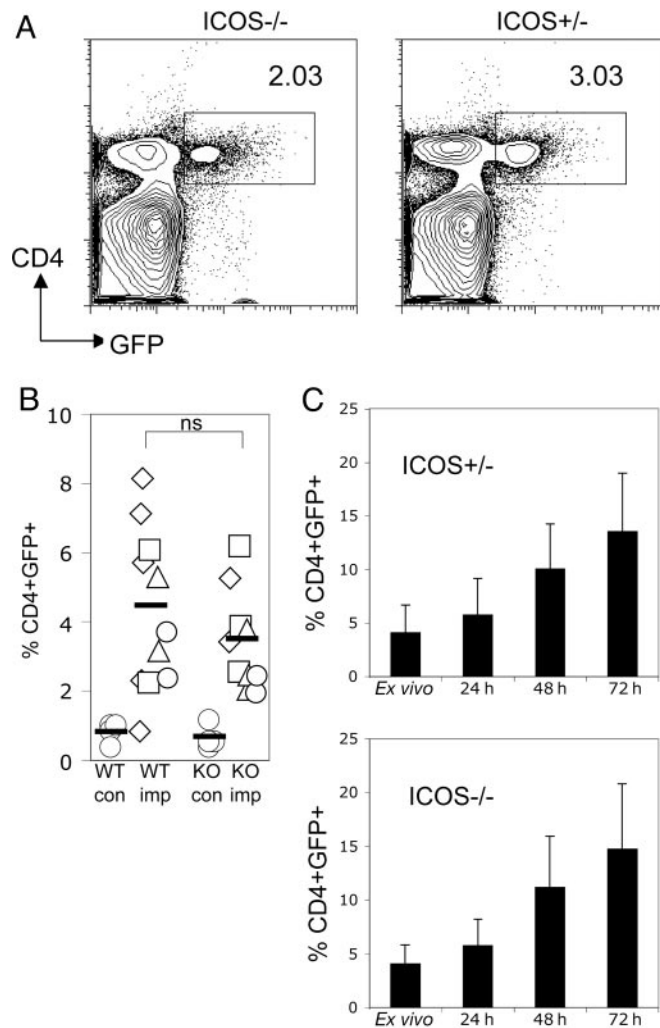 A
ICOS-/-
ICOS+/-
2.03
3.03
CD4
GFP
B
ns
% CD4+GFP+
10
8
6
4
2
0
WT con
WT imp
KO con
KO imp
C
ICOS+/-
% CD4+GFP+
25
20
15
10
5
0
Ex vivo
24 h
48 h
72 h
ICOS-/-
% CD4+GFP+
25
20
15
10
5
0
Ex vivo
24 h
48 h
72 h